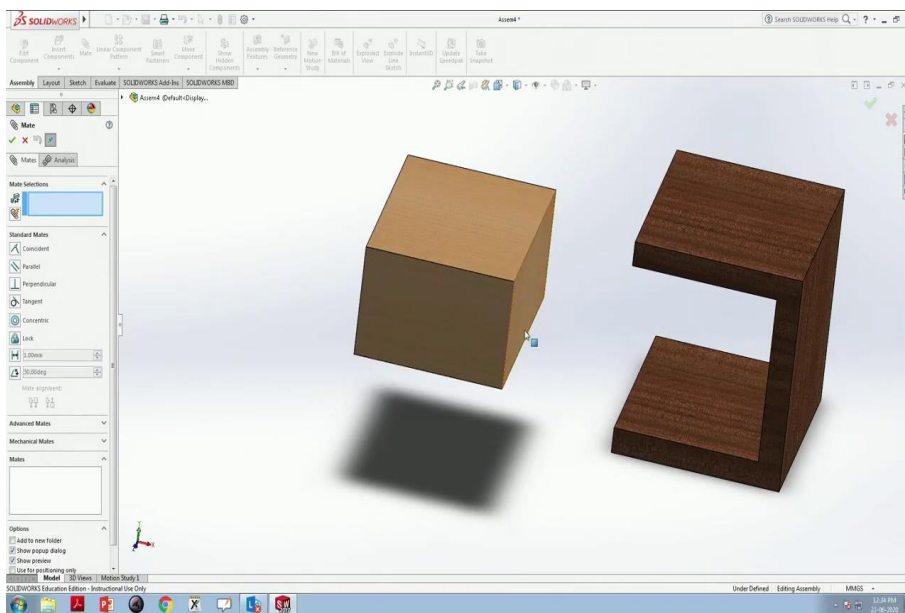 SOLIDWORKS
Assem4 *
Search SOLIDWORKS Help
Edit Component
Insert Components
Mate
Linear Component Pattern
Smart Fasteners
Move Component
Show Hidden Components
Assembly Features
Reference Geometry
New Motion Study
Bill of Materials
Exploded View
Explode Line Sketch
Instant3D
Update Speedpak
Take Snapshot
Assembly Layout Sketch Evaluate SOLIDWORKS Add-Ins SOLIDWORKS MBD
Assem4 (Default<Display...
Mate
Mates Analysis
Mate Selections
Standard Mates
Coincident
Parallel
Perpendicular
Tangent
Concentric
Lock
1.00mm
30.00deg
Mate alignment:
Advanced Mates
Mechanical Mates
Mates
Options
Add to new folder
Show popup dialog
Show preview
Use for positioning only
Model 3D Views Motion Study 1
SOLIDWORKS Education Edition - Instructional Use Only
Under Defined Editing Assembly MMGS
12:24 PM
22-06-2020